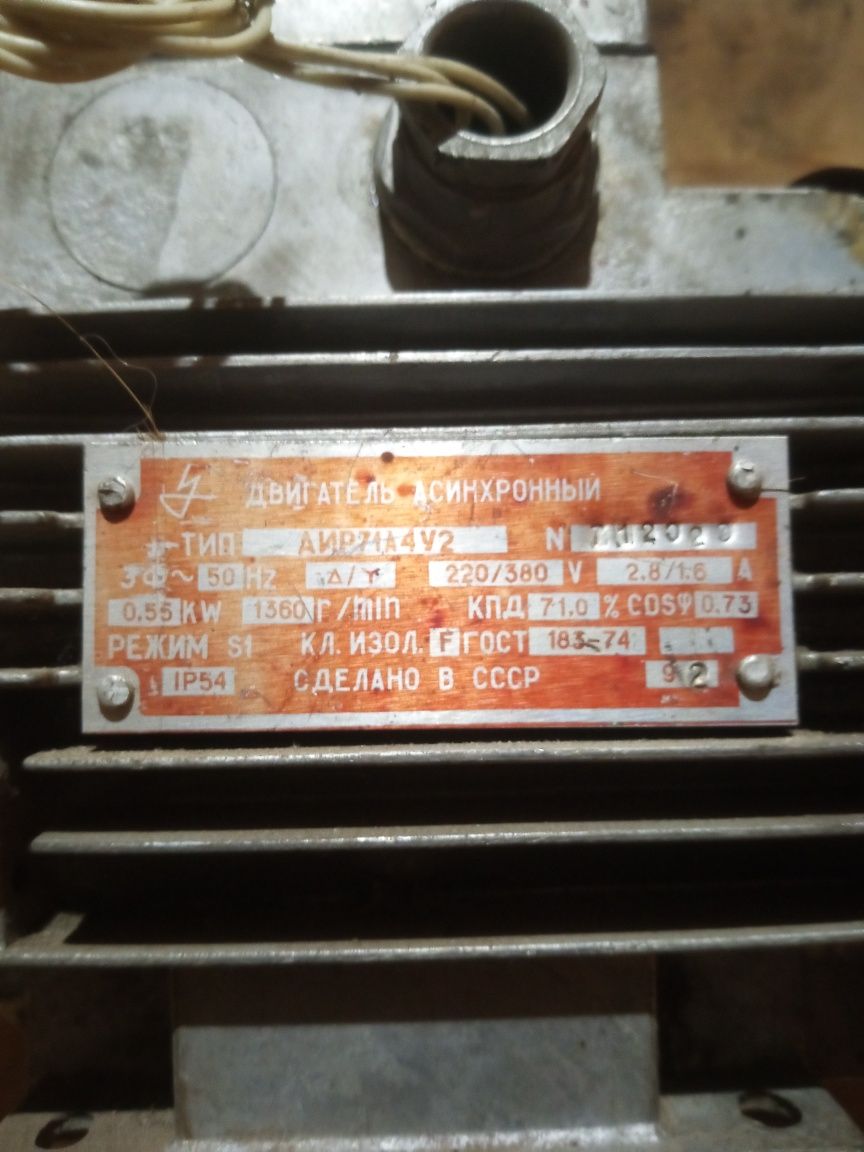 ДВИГАТЕЛЬ АСИНХРОННЫЙ
ТИП АИР71А4У2 N
3Ф~ 50 Hz Δ/Y 220/380 V 2.8/1.6 A
0.55 KW 1360 r/min КПД 71.0 % COSφ 0.73
РЕЖИМ S1 КЛ. ИЗОЛ. F ГОСТ 183-74
IP54 СДЕЛАНО В СССР 92